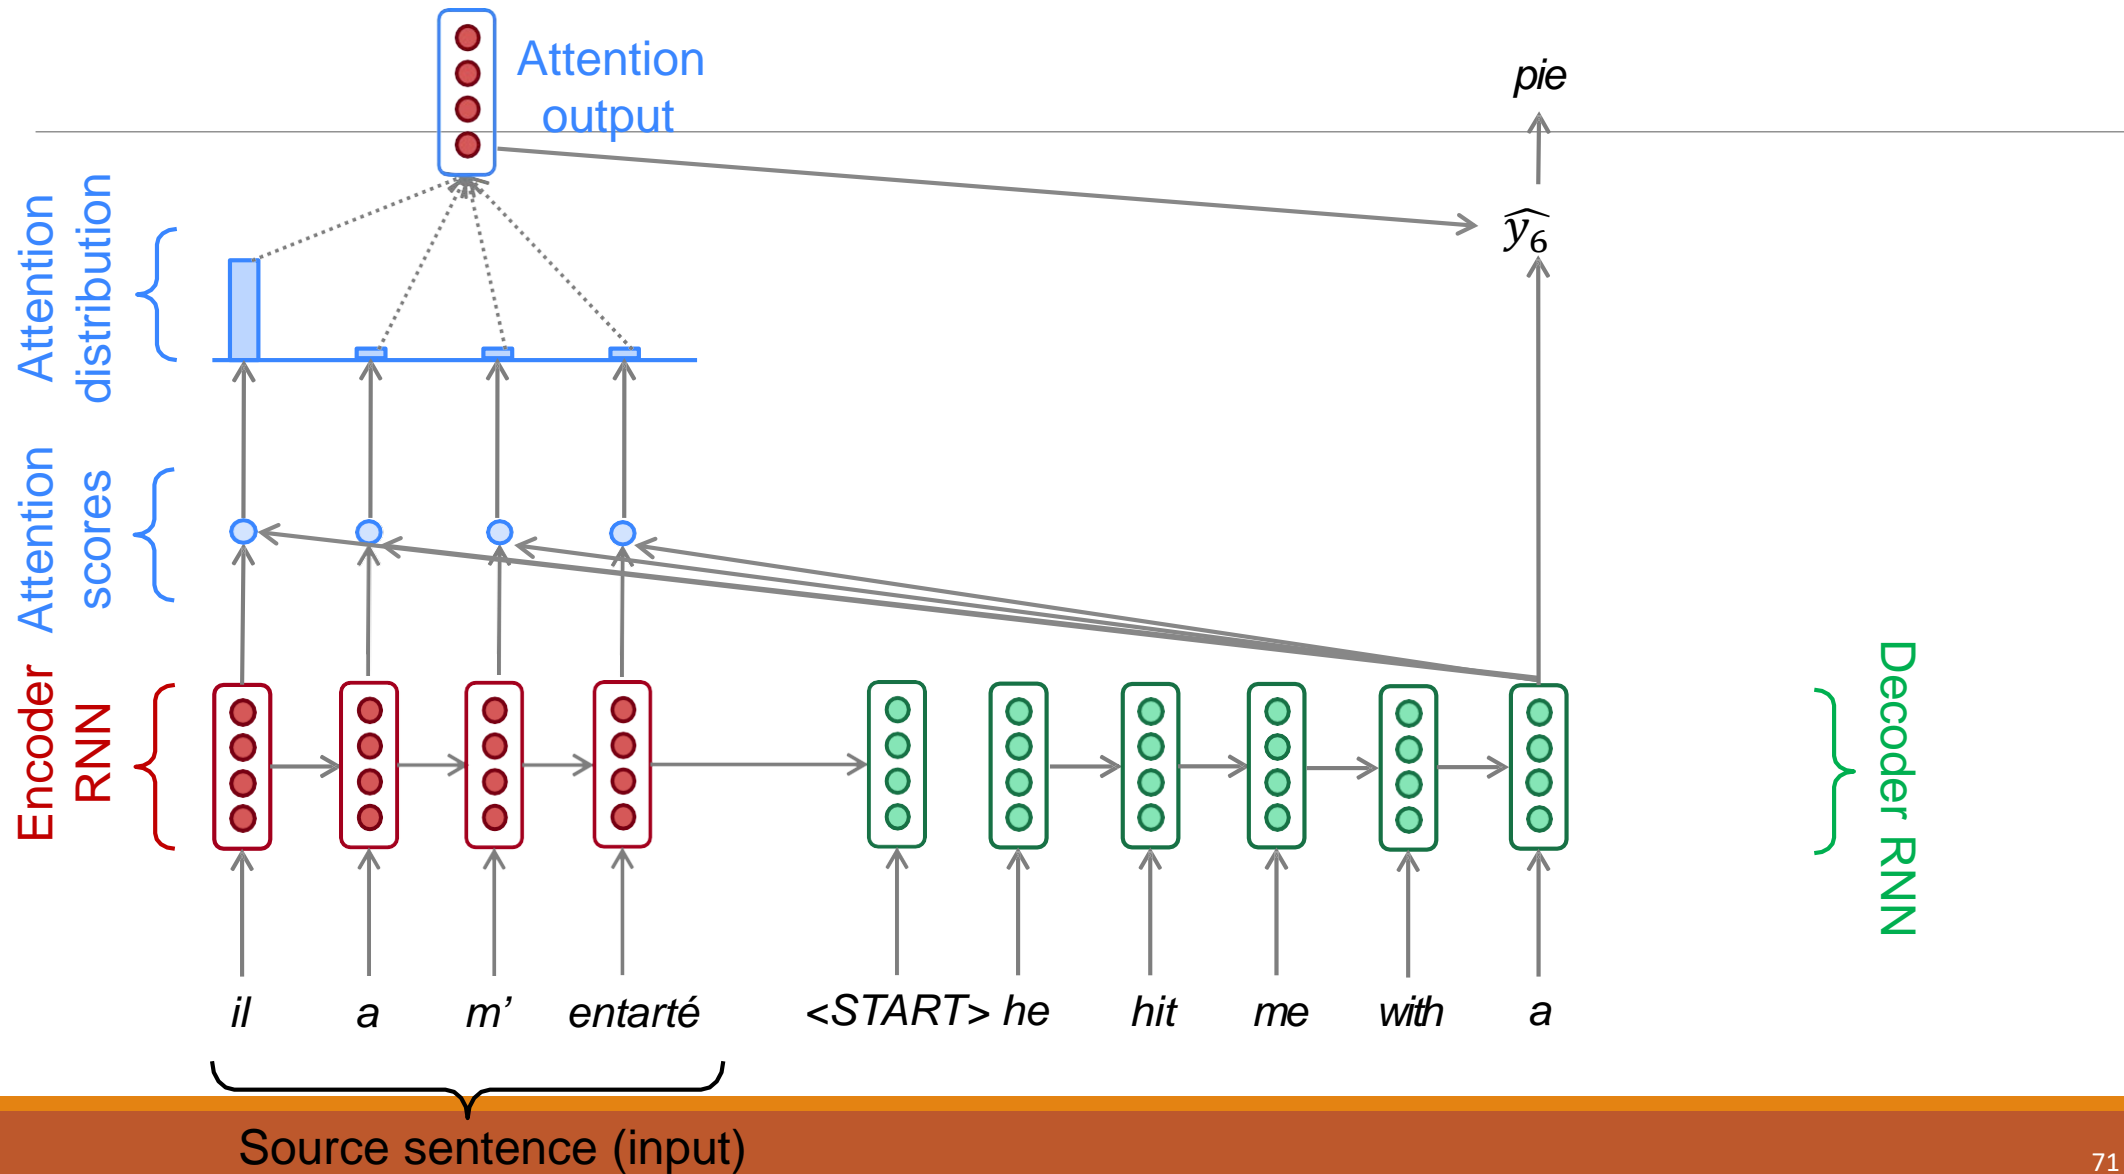 Attention
output
pie
Attention
distribution
ŷ6
Attention
scores
Encoder
RNN
Decoder RNN
il a m’ entarté <START> he hit me with a
Source sentence (input)
71